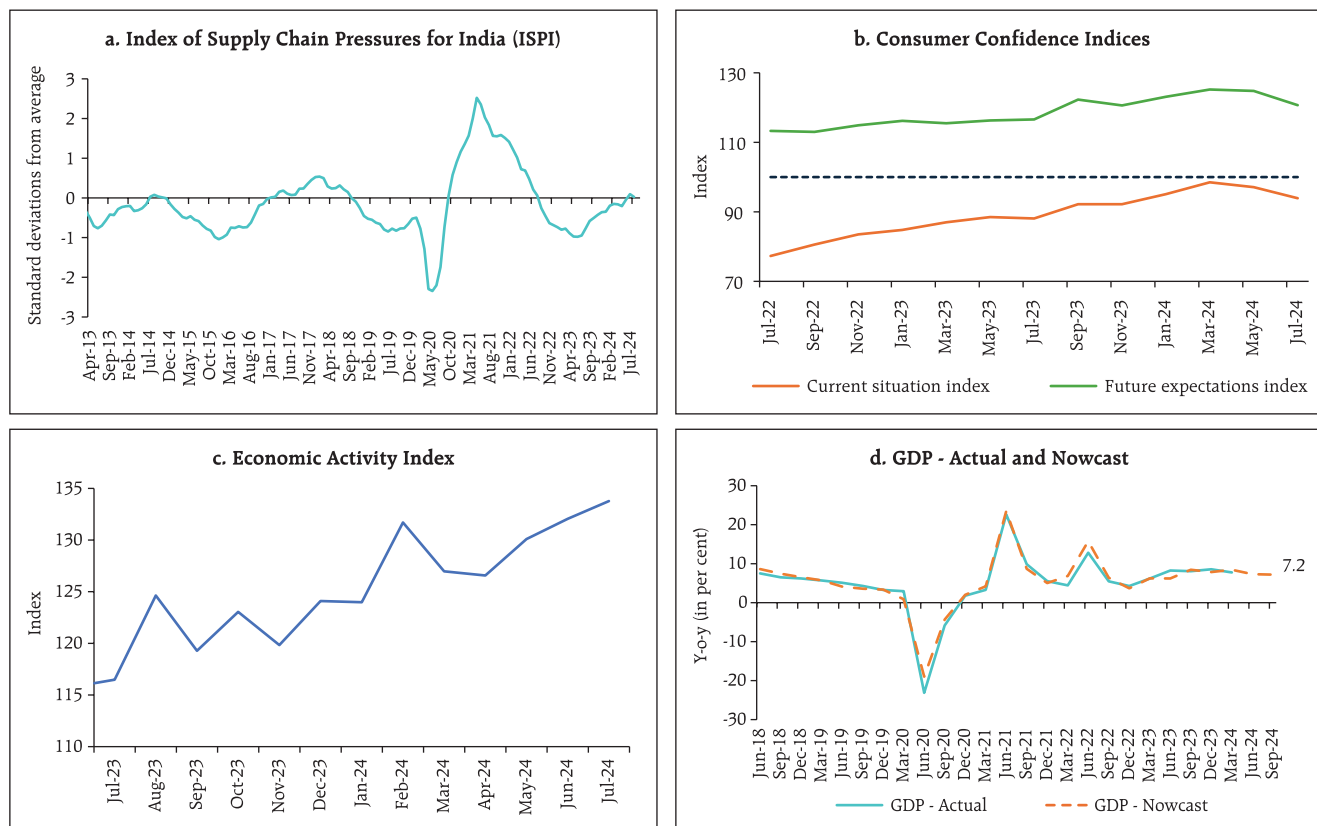 a. Index of Supply Chain Pressures for India (ISPI)
Standard deviations from average
3
2
1
0
-1
-2
-3
Apr-13
Sep-13
Feb-14
Jul-14
Dec-14
May-15
Oct-15
Mar-16
Aug-16
Jan-17
Jun-17
Nov-17
Apr-18
Sep-18
Feb-19
Jul-19
Dec-19
May-20
Oct-20
Mar-21
Aug-21
Jan-22
Jun-22
Nov-22
Apr-23
Sep-23
Feb-24
Jul-24
b. Consumer Confidence Indices
Index
130
110
90
70
Jul-22
Sep-22
Nov-22
Jan-23
Mar-23
May-23
Jul-23
Sep-23
Nov-23
Jan-24
Mar-24
May-24
Jul-24
Current situation index
Future expectations index
c. Economic Activity Index
Index
135
130
125
120
115
110
Jul-23
Aug-23
Sep-23
Oct-23
Nov-23
Dec-23
Jan-24
Feb-24
Mar-24
Apr-24
May-24
Jun-24
Jul-24
d. GDP - Actual and Nowcast
Y-o-y (in per cent)
30
20
10
0
-10
-20
-30
7.2
Jun-18
Sep-18
Dec-18
Mar-19
Jun-19
Sep-19
Dec-19
Mar-20
Jun-20
Sep-20
Dec-20
Mar-21
Jun-21
Sep-21
Dec-21
Mar-22
Jun-22
Sep-22
Dec-22
Mar-23
Jun-23
Sep-23
Dec-23
Mar-24
Jun-24
Sep-24
GDP - Actual
GDP - Nowcast